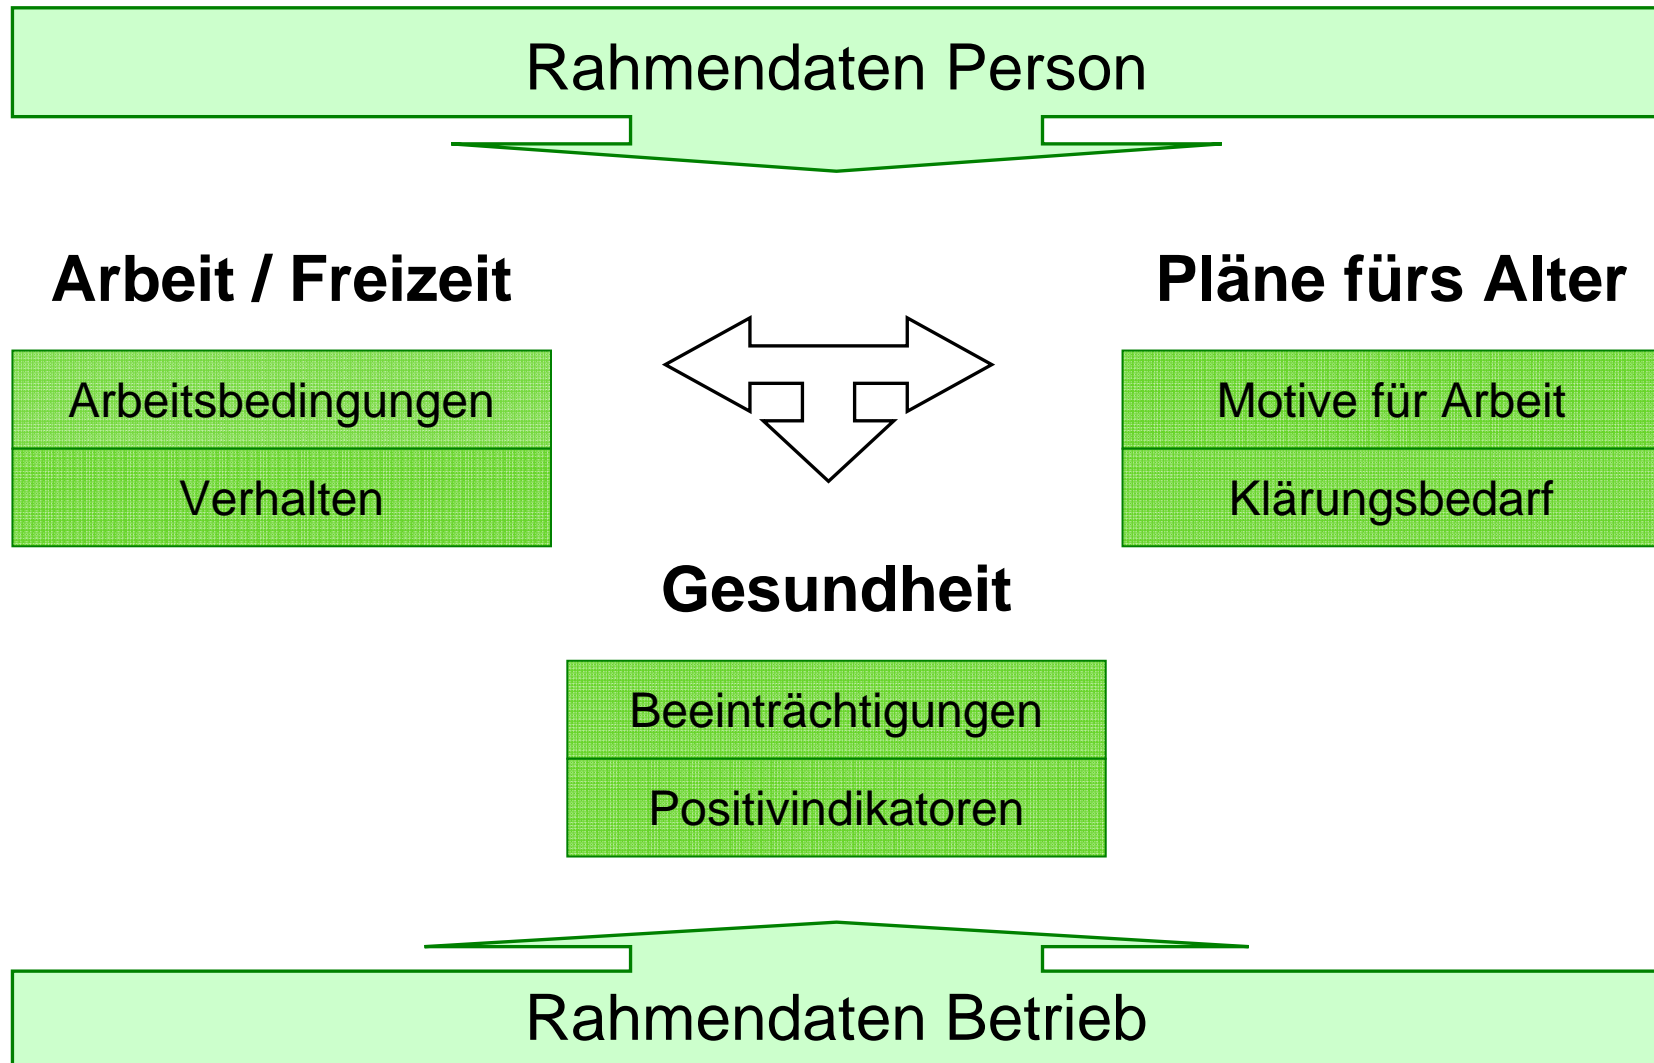 Rahmendaten Person
Arbeit / Freizeit
Pläne fürs Alter
Arbeitsbedingungen
Verhalten
Motive für Arbeit
Klärungsbedarf
Gesundheit
Beeinträchtigungen
Positivindikatoren
Rahmendaten Betrieb